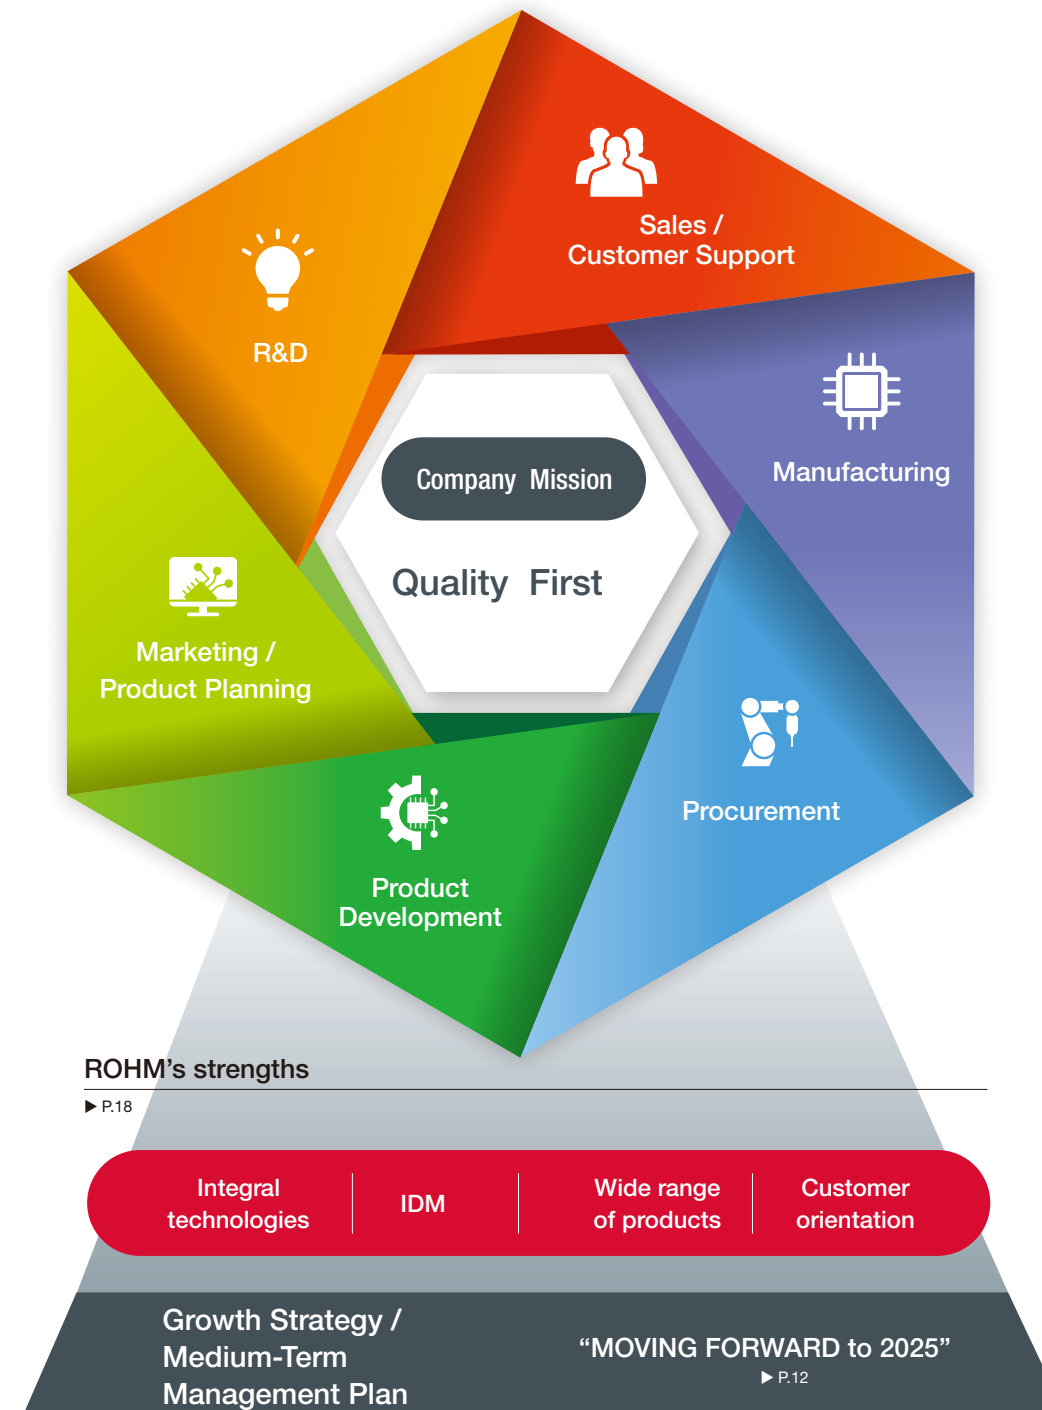 Sales /
Customer Support
R&D
Manufacturing
Company Mission
Quality First
Marketing /
Product Planning
Procurement
Product
Development
ROHM’s strengths
▶ P.18
Integral
technologies
IDM
Wide range
of products
Customer
orientation
Growth Strategy /
Medium-Term
Management Plan
“MOVING FORWARD to 2025”
▶ P.12